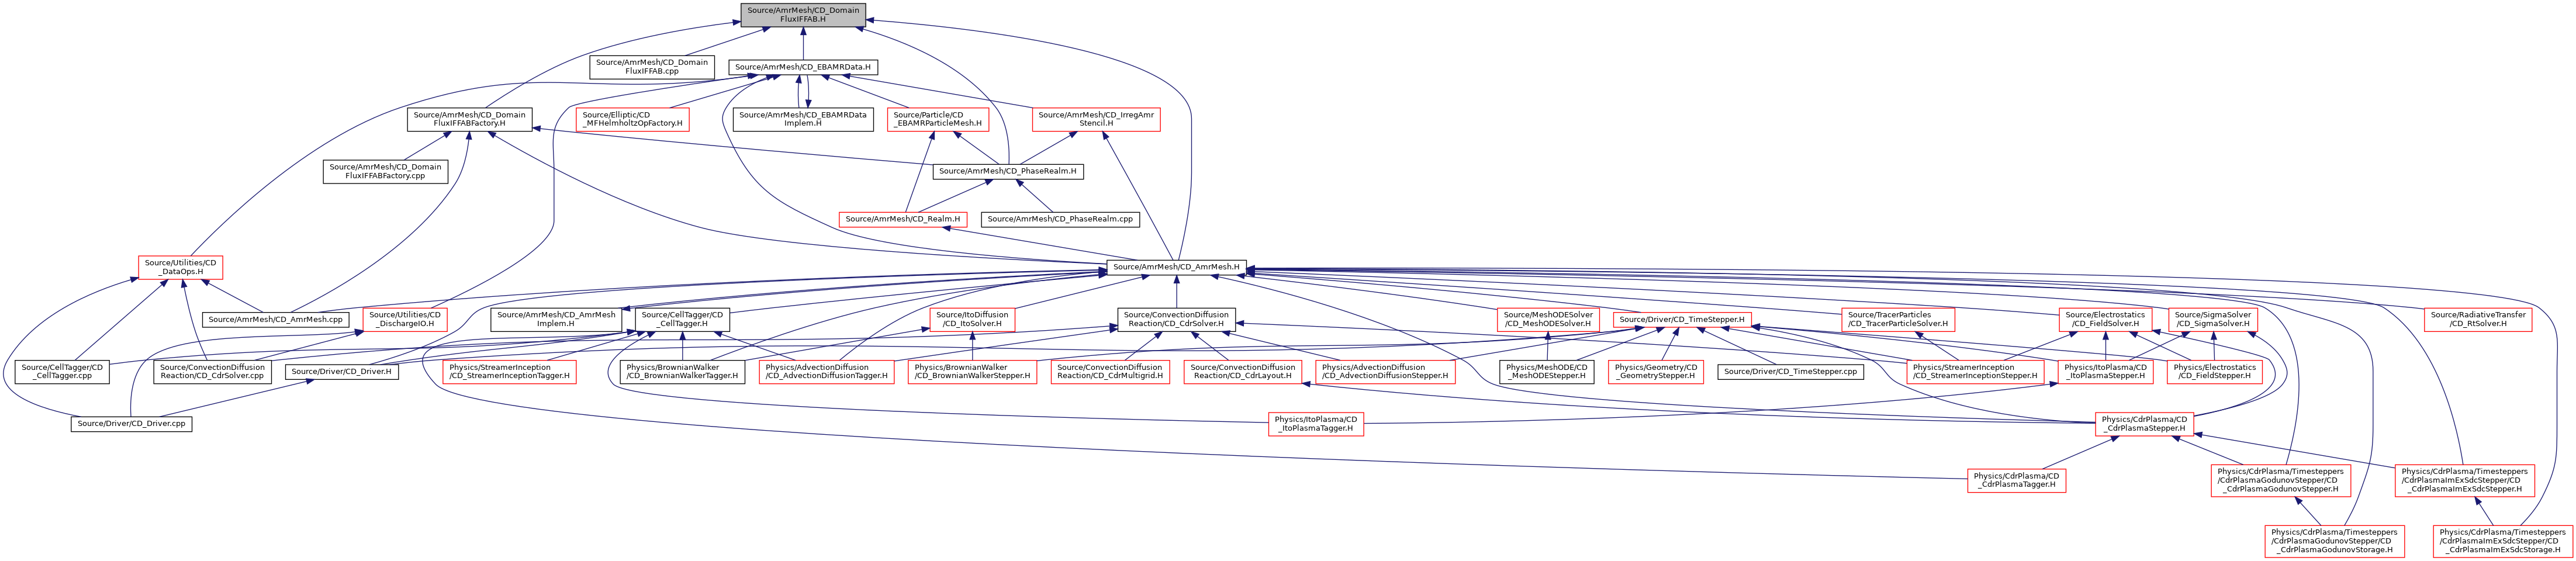 Source/AmrMesh/CD_Domain
FluxIFFAB.H
Source/AmrMesh/CD_Domain
FluxIFFAB.cpp
Source/AmrMesh/CD_EBAMRData.H
Source/AmrMesh/CD_Domain
FluxIFFABFactory.H
Source/Elliptic/CD
_MFHelmholtzOpFactory.H
Source/AmrMesh/CD_EBAMRData
Implem.H
Source/Particle/CD
_EBAMRParticleMesh.H
Source/AmrMesh/CD_IrregAmr
Stencil.H
Source/AmrMesh/CD_Domain
FluxIFFABFactory.cpp
Source/AmrMesh/CD_PhaseRealm.H
Source/AmrMesh/CD_Realm.H
Source/AmrMesh/CD_PhaseRealm.cpp
Source/Utilities/CD
_DataOps.H
Source/AmrMesh/CD_AmrMesh.H
Source/AmrMesh/CD_AmrMesh.cpp
Source/Utilities/CD
_DischargeIO.H
Source/AmrMesh/CD_AmrMesh
Implem.H
Source/CellTagger/CD
_CellTagger.H
Source/ItoDiffusion
/CD_ItoSolver.H
Source/ConvectionDiffusion
Reaction/CD_CdrSolver.H
Source/MeshODESolver
/CD_MeshODESolver.H
Source/Driver/CD_TimeStepper.H
Source/TracerParticles
/CD_TracerParticleSolver.H
Source/Electrostatics
/CD_FieldSolver.H
Source/SigmaSolver
/CD_SigmaSolver.H
Source/RadiativeTransfer
/CD_RtSolver.H
Source/CellTagger/CD
_CellTagger.cpp
Source/ConvectionDiffusion
Reaction/CD_CdrSolver.cpp
Source/Driver/CD_Driver.H
Physics/StreamerInception
/CD_StreamerInceptionTagger.H
Physics/BrownianWalker
/CD_BrownianWalkerTagger.H
Physics/AdvectionDiffusion
/CD_AdvectionDiffusionTagger.H
Physics/BrownianWalker
/CD_BrownianWalkerStepper.H
Source/ConvectionDiffusion
Reaction/CD_CdrMultigrid.H
Source/ConvectionDiffusion
Reaction/CD_CdrLayout.H
Physics/AdvectionDiffusion
/CD_AdvectionDiffusionStepper.H
Physics/MeshODE/CD
_MeshODEStepper.H
Physics/Geometry/CD
_GeometryStepper.H
Source/Driver/CD_TimeStepper.cpp
Physics/StreamerInception
/CD_StreamerInceptionStepper.H
Physics/ItoPlasma/CD
_ItoPlasmaStepper.H
Physics/Electrostatics
/CD_FieldStepper.H
Source/Driver/CD_Driver.cpp
Physics/ItoPlasma/CD
_ItoPlasmaTagger.H
Physics/CdrPlasma/CD
_CdrPlasmaStepper.H
Physics/CdrPlasma/CD
_CdrPlasmaTagger.H
Physics/CdrPlasma/Timesteppers
/CdrPlasmaGodunovStepper/CD
_CdrPlasmaGodunovStepper.H
Physics/CdrPlasma/Timesteppers
/CdrPlasmaImExSdcStepper/CD
_CdrPlasmaImExSdcStepper.H
Physics/CdrPlasma/Timesteppers
/CdrPlasmaGodunovStepper/CD
_CdrPlasmaGodunovStorage.H
Physics/CdrPlasma/Timesteppers
/CdrPlasmaImExSdcStepper/CD
_CdrPlasmaImExSdcStorage.H